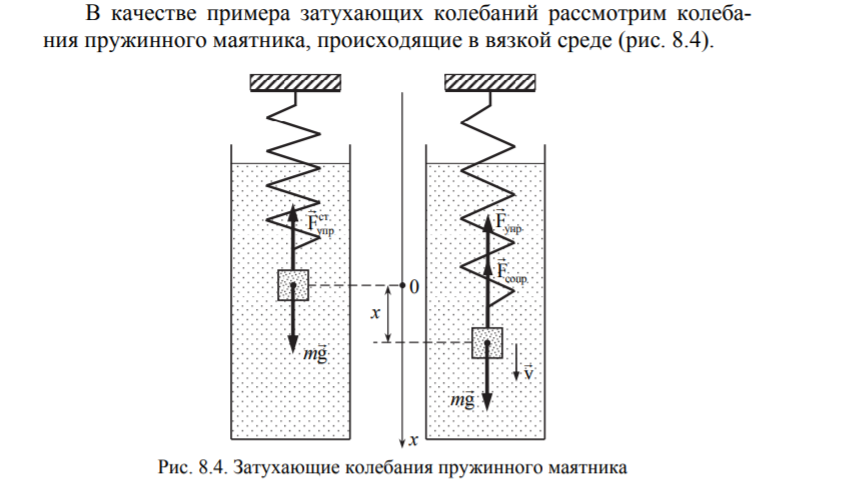 В качестве примера затухающих колебаний рассмотрим колеба-
ния пружинного маятника, происходящие в вязкой среде (рис. 8.4).
F⃗ ст упр
mg⃗
0
x
x
F⃗ упр
F⃗ сопр
v⃗
mg⃗
Рис. 8.4. Затухающие колебания пружинного маятника